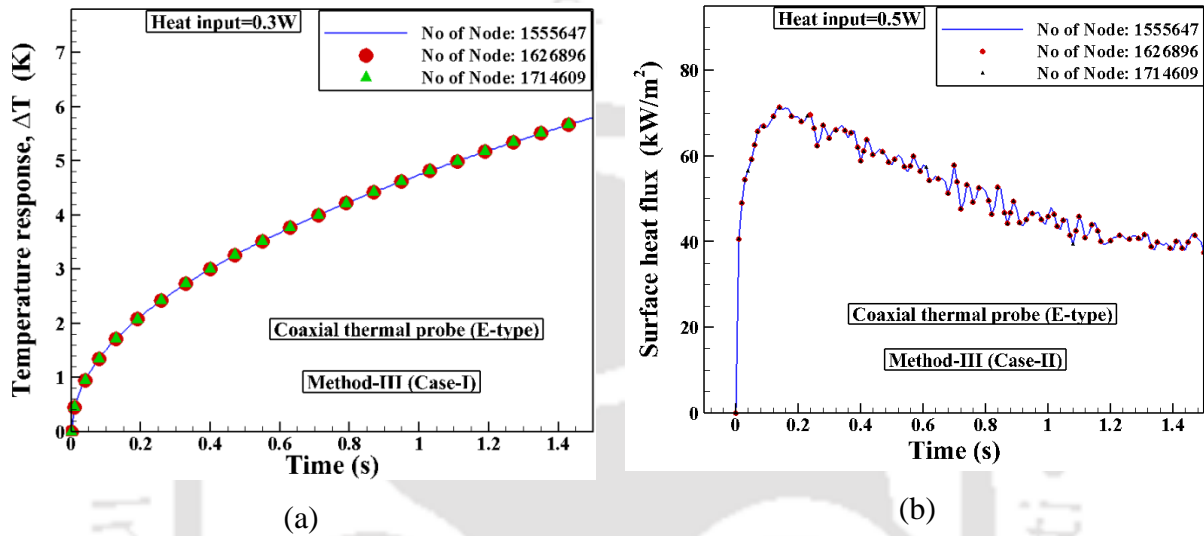 Heat input=0.3W
No of Node: 1555647
No of Node: 1626896
No of Node: 1714609
Temperature response, ΔT (K)
7
6
5
4
3
2
1
0
Coaxial thermal probe (E-type)
Method-III (Case-I)
0 0.2 0.4 0.6 0.8 1 1.2 1.4
Time (s)
(a)
Heat input=0.5W
No of Node: 1555647
No of Node: 1626896
No of Node: 1714609
Surface heat flux (kW/m²)
80
60
40
20
0
Coaxial thermal probe (E-type)
Method-III (Case-II)
0 0.2 0.4 0.6 0.8 1 1.2 1.4
Time (s)
(b)